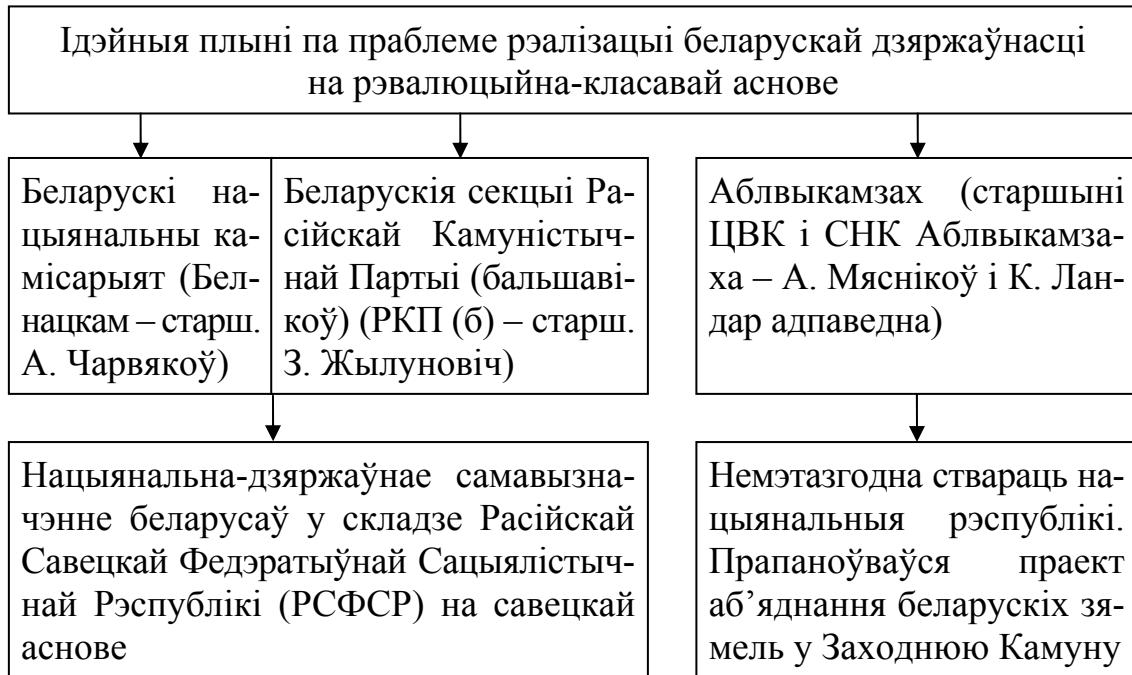 Ідэйныя плыні па праблеме рэалізацыі беларускай дзяржаўнасці
на рэвалюцыйна-класавай аснове
Беларускі на-
цыянальны ка-
місарыят (Бел-
нацкам – старш.
А. Чарвякоў)
Беларускія секцыі Ра-
сійскай Камуністыч-
най Партыі (бальшаві-
коў) (РКП (б) – старш.
З. Жылуновіч)
Аблвыкамзах (старшыні
ЦВК і СНК Аблвыкамза-
ха – А. Мяснікоў і К. Лан-
дар адпаведна)
Нацыянальна-дзяржаўнае самавызна-
чэнне беларусаў у складзе Расійскай
Савецкай Федэратыўнай Сацыялістыч-
най Рэспублікі (РСФСР) на савецкай
аснове
Немэтазгодна ствараць на-
цыянальныя рэспублікі.
Прапаноўваўся праект
аб’яднання беларускіх зя-
мель у Заходнюю Камуну